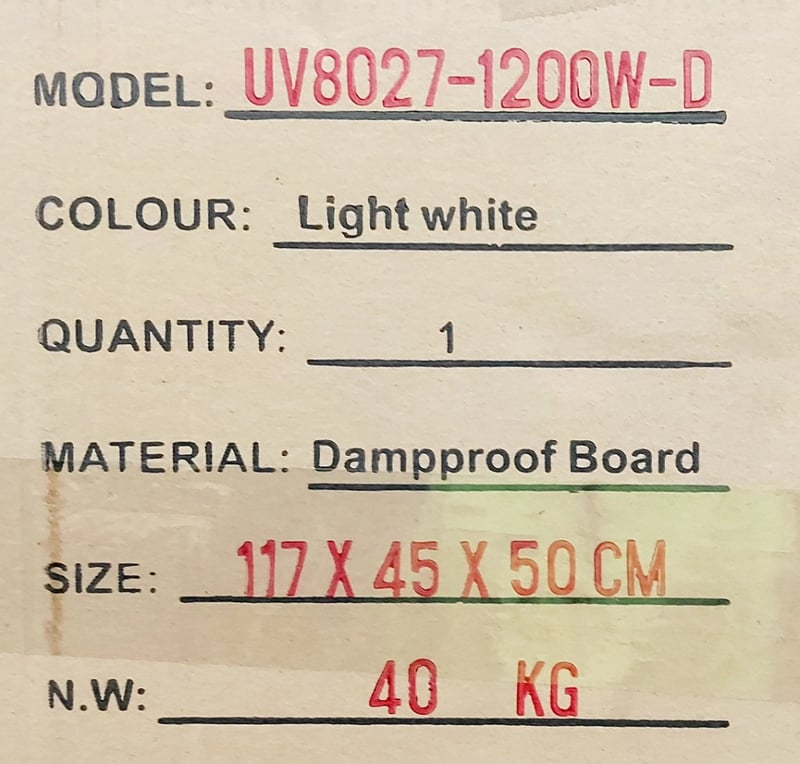 MODEL: UV8027-1200W-D
COLOUR: Light white
QUANTITY: 1
MATERIAL: Dampproof Board
SIZE: 117 X 45 X 50 CM
N.W: 40 KG